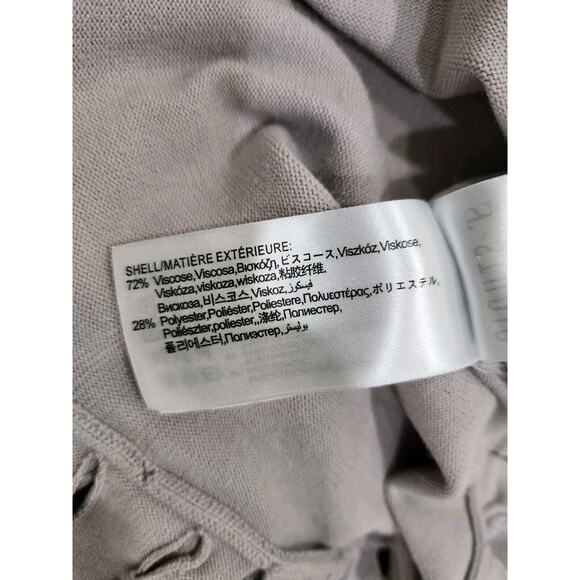 SHELL/MATIÈRE EXTÉRIEURE:
72% Viscose,Viscosa,Βισκόζη,ビスコース,Viszkóz,Viskose,
Viskóza,viskoza,wiskoza,粘胶纤维,
Вискоза,비스코스,Viskoz,فيسكوز
28% Polyester,Poliéster,Poliestere,Πολυεστέρας,ポリエステル,
Poliészter,poliester,,涤纶,Полиестер,
폴리에스터,Полиэстер,بوليستر